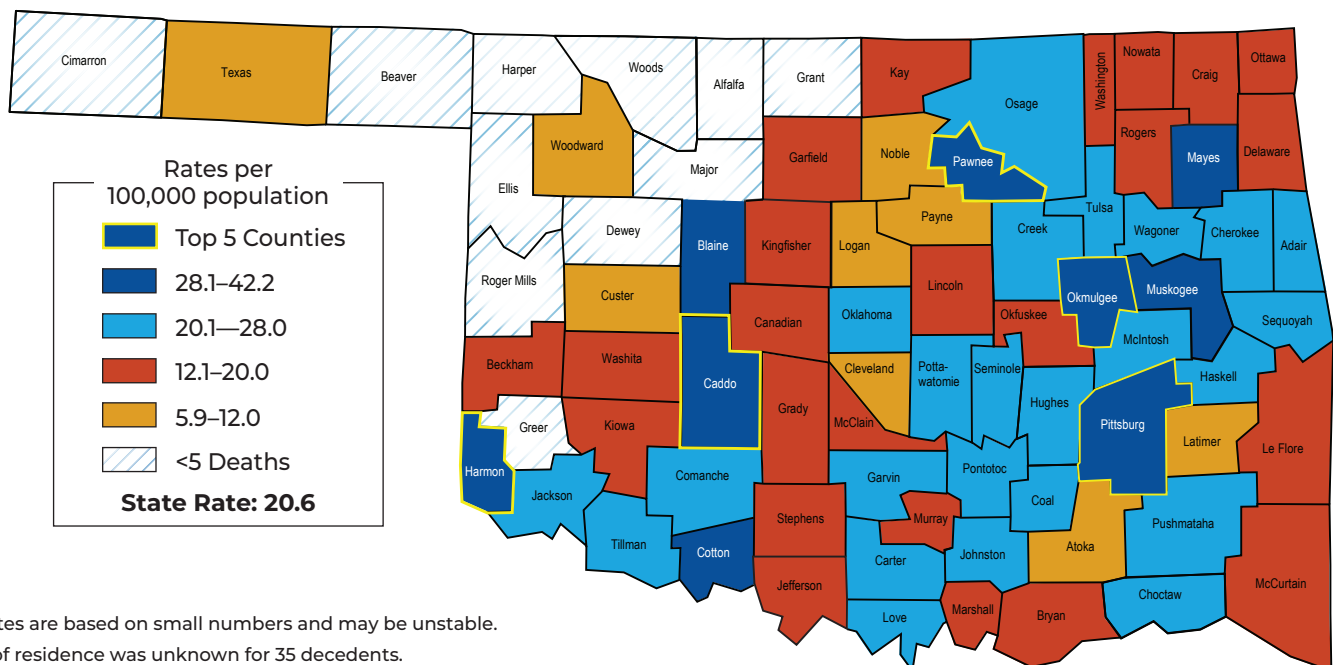 Cimarron
Texas
Beaver
Harper
Woods
Alfalfa
Grant
Kay
Osage
Washington
Nowata
Craig
Ottawa
Rogers
Mayes
Delaware
Woodward
Ellis
Major
Garfield
Noble
Pawnee
Payne
Tulsa
Creek
Wagoner
Cherokee
Adair
Dewey
Blaine
Kingfisher
Logan
Lincoln
Roger Mills
Custer
Canadian
Oklahoma
Okfuskee
Okmulgee
Muskogee
McIntosh
Sequoyah
Beckham
Washita
Caddo
Grady
Cleveland
McClain
Potta-
watomie
Seminole
Hughes
Pittsburg
Haskell
Latimer
Le Flore
Harmon
Greer
Kiowa
Jackson
Comanche
Tillman
Cotton
Stephens
Jefferson
Garvin
Murray
Carter
Love
Pontotoc
Johnston
Marshall
Coal
Atoka
Bryan
Pushmataha
Choctaw
McCurtain
Rates per
100,000 population
Top 5 Counties
28.1–42.2
20.1—28.0
12.1–20.0
5.9–12.0
<5 Deaths
State Rate: 20.6
are based on small numbers and may be unstable.
of residence was unknown for 35 decedents.